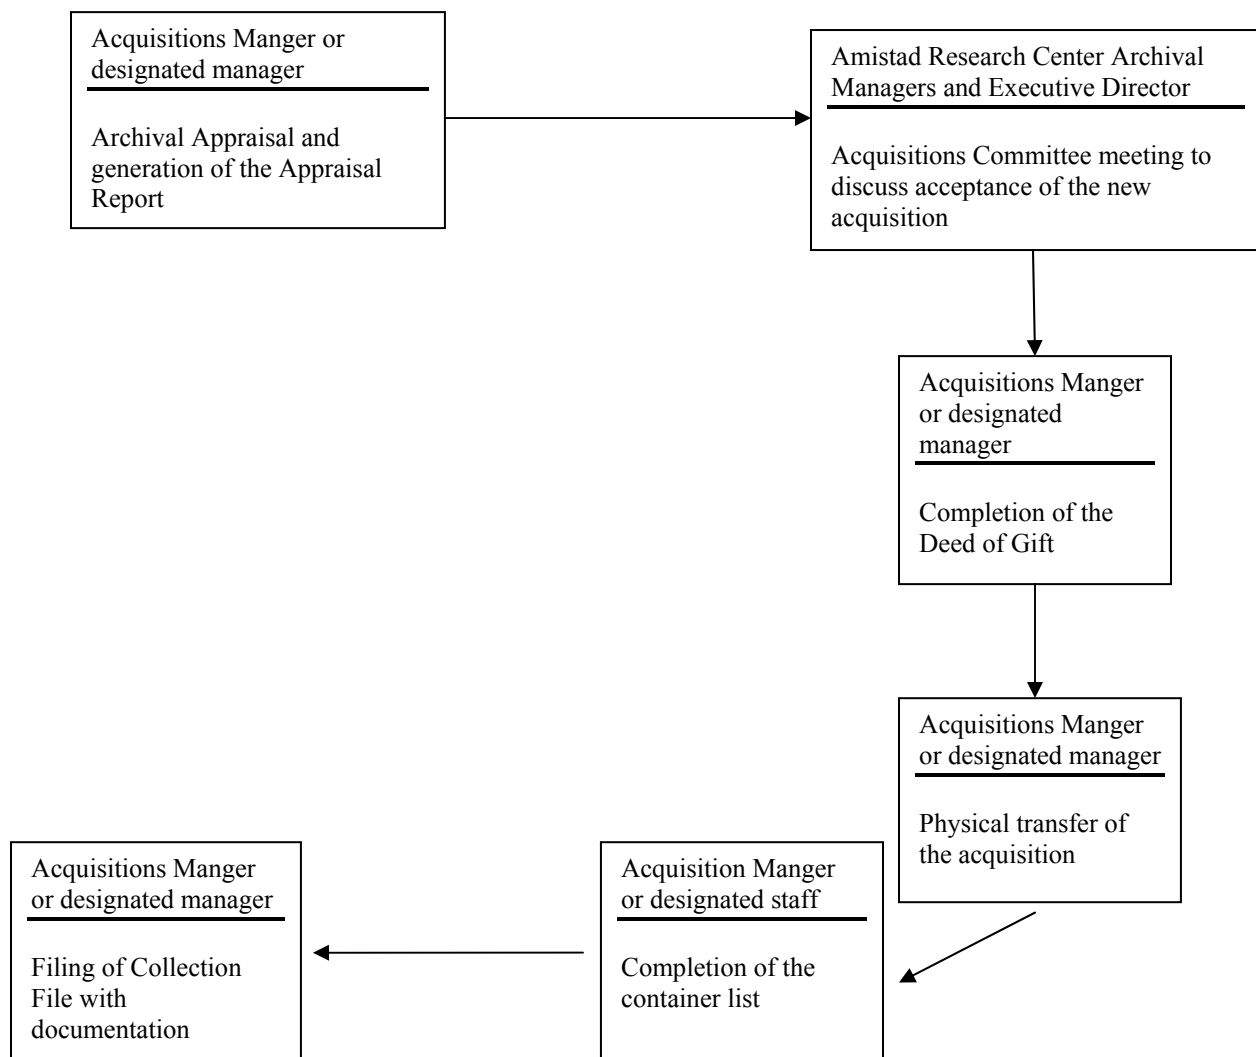 Acquisitions Manger or
designated manager
Archival Appraisal and
generation of the Appraisal
Report
Amistad Research Center Archival
Managers and Executive Director
Acquisitions Committee meeting to
discuss acceptance of the new
acquisition
Acquisitions Manger
or designated
manager
Completion of the
Deed of Gift
Acquisitions Manger
or designated manager
Physical transfer of
the acquisition
Acquisition Manger
or designated staff
Completion of the
container list
Acquisitions Manger
or designated manager
Filing of Collection
File with
documentation